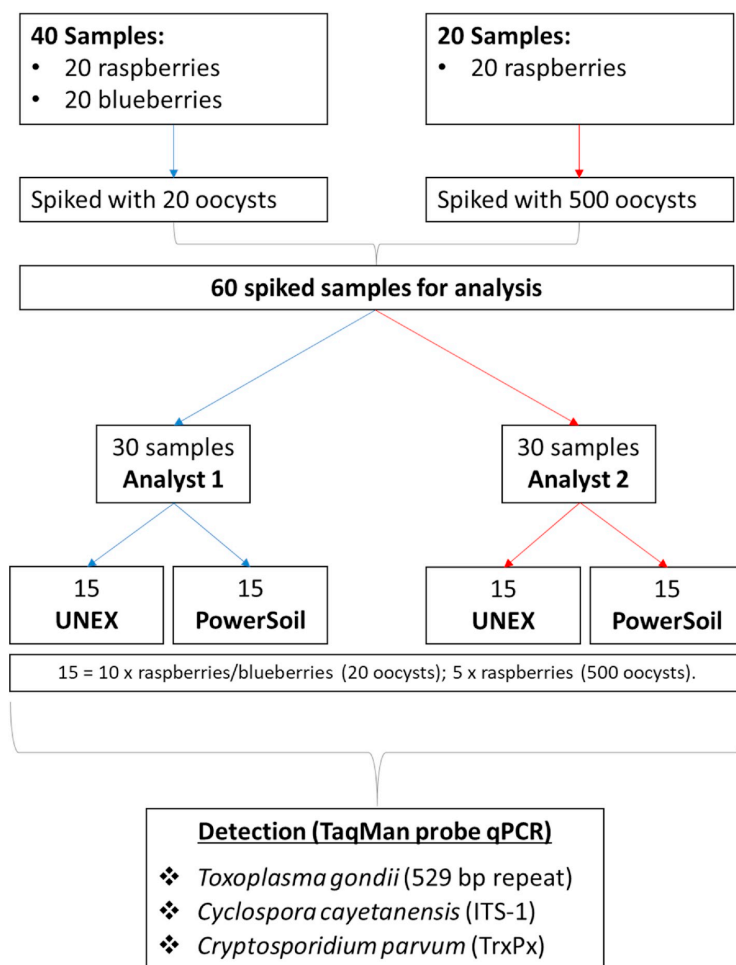 40 Samples:
• 20 raspberries
• 20 blueberries
20 Samples:
• 20 raspberries
Spiked with 20 oocysts
Spiked with 500 oocysts
60 spiked samples for analysis
30 samples
Analyst 1
30 samples
Analyst 2
15
UNEX
15
PowerSoil
15
UNEX
15
PowerSoil
15 = 10 x raspberries/blueberries (20 oocysts); 5 x raspberries (500 oocysts).
Detection (TaqMan probe qPCR)
❖ Toxoplasma gondii (529 bp repeat)
❖ Cyclospora cayetanensis (ITS-1)
❖ Cryptosporidium parvum (TrxPx)